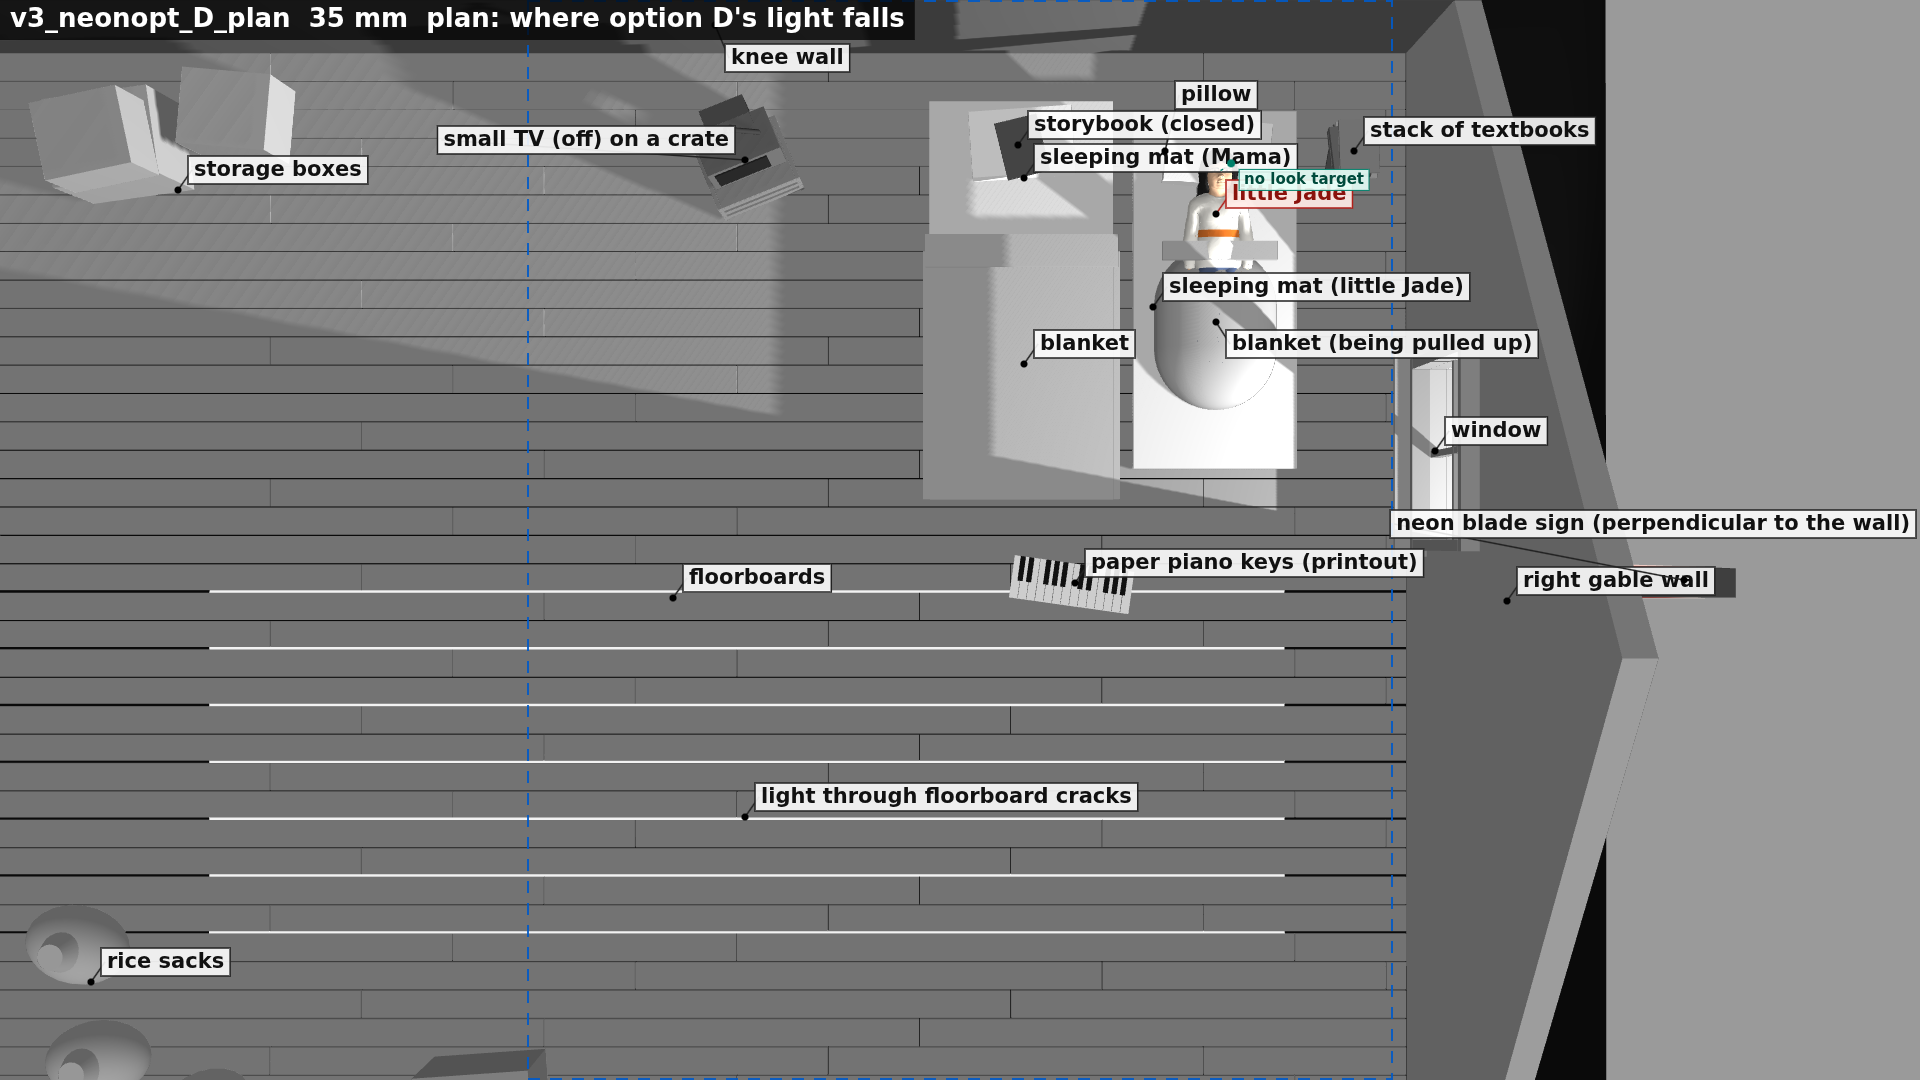 v3_neonopt_D_plan 35 mm plan: where option D's light falls
knee wall
pillow
storybook (closed)
stack of textbooks
small TV (off) on a crate
sleeping mat (Mama)
storage boxes
no look target
little Jade
sleeping mat (little Jade)
blanket
blanket (being pulled up)
window
neon blade sign (perpendicular to the wall)
paper piano keys (printout)
floorboards
right gable wall
light through floorboard cracks
rice sacks